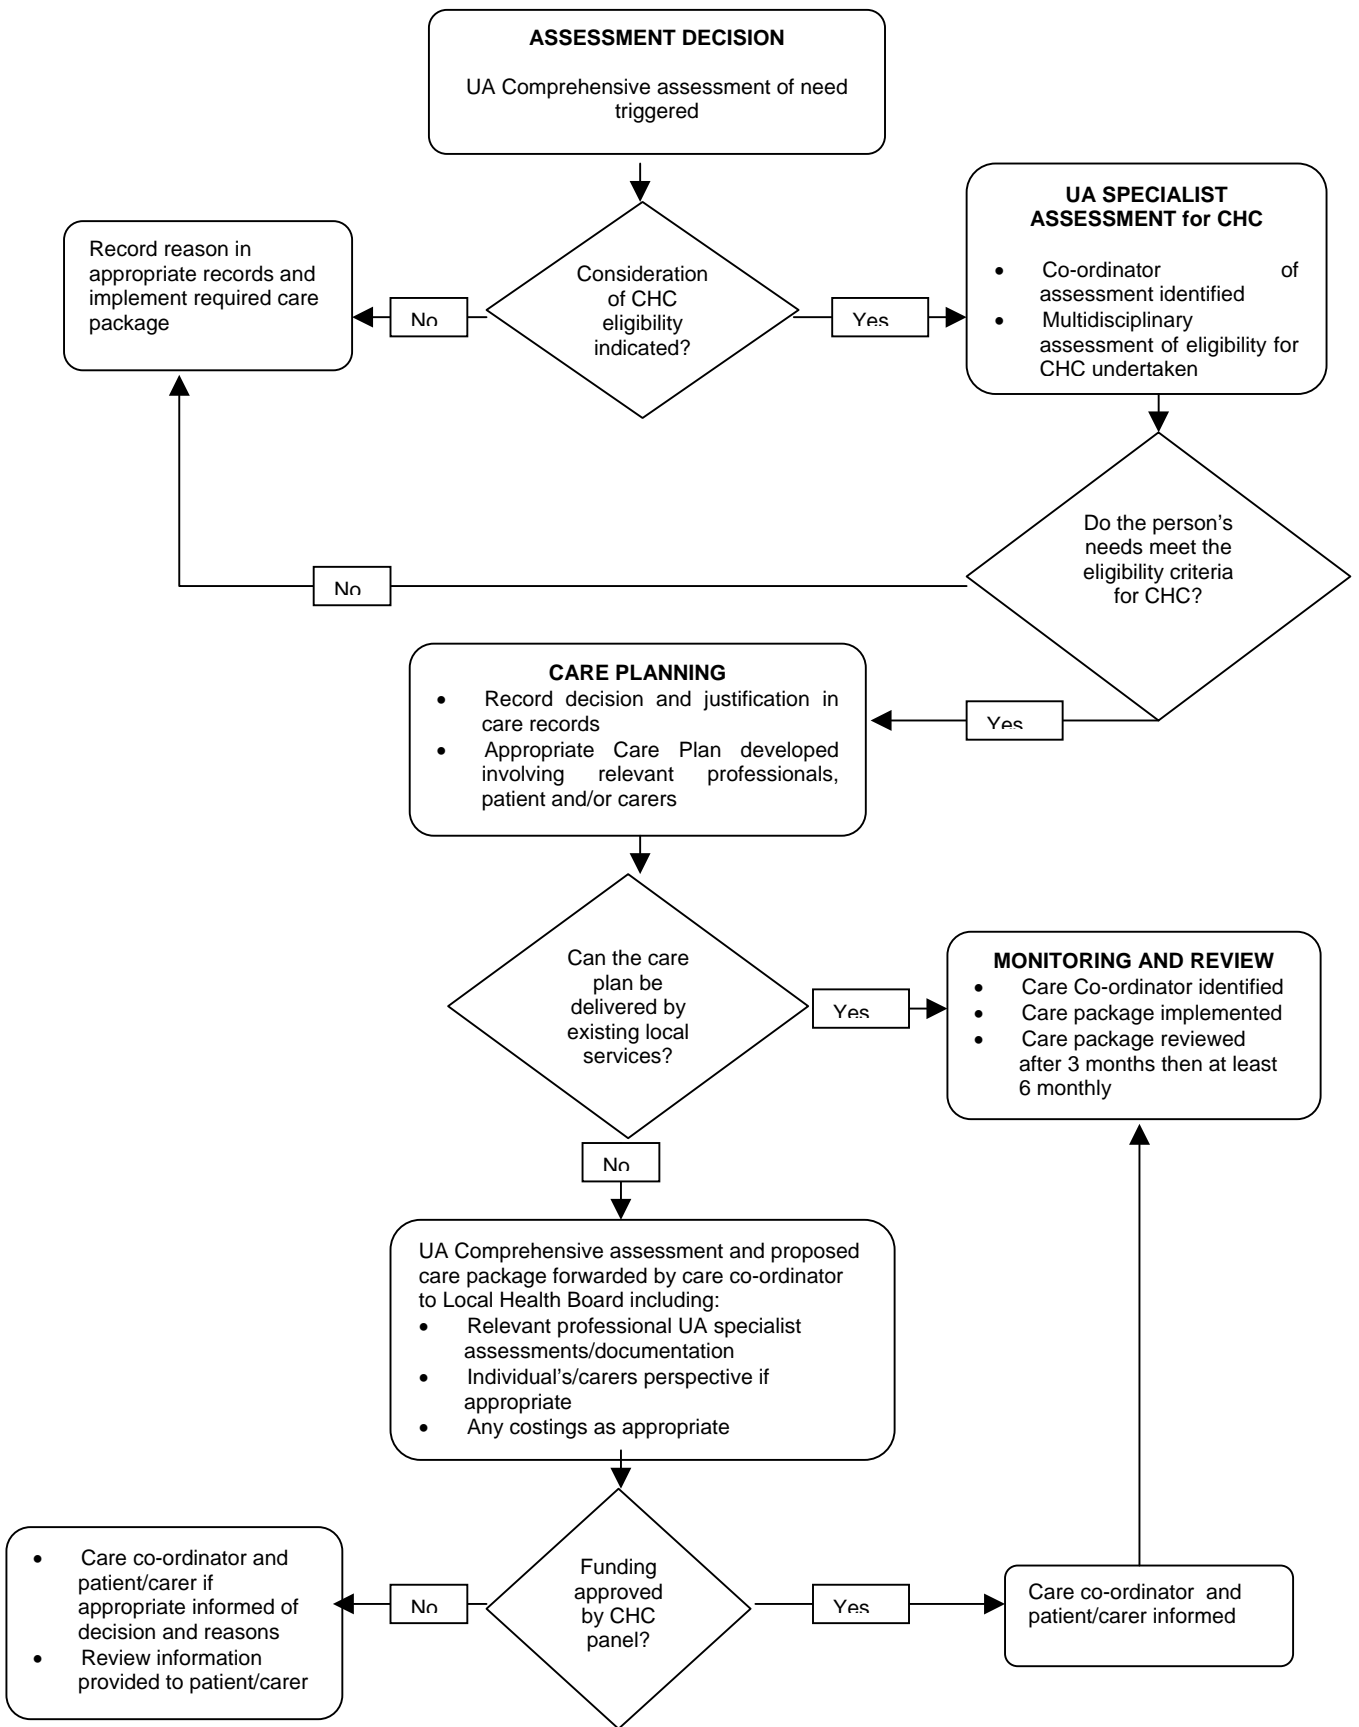 ASSESSMENT DECISION
UA Comprehensive assessment of need
triggered
Consideration
of CHC
eligibility
indicated?
No
Record reason in
appropriate records and
implement required care
package
Yes
UA SPECIALIST
ASSESSMENT for CHC
• Co-ordinator of
assessment identified
• Multidisciplinary
assessment of eligibility for
CHC undertaken
Do the person's
needs meet the
eligibility criteria
for CHC?
No
Yes
CARE PLANNING
• Record decision and justification in
care records
• Appropriate Care Plan developed
involving relevant professionals,
patient and/or carers
Can the care
plan be
delivered by
existing local
services?
Yes
MONITORING AND REVIEW
• Care Co-ordinator identified
• Care package implemented
• Care package reviewed
after 3 months then at least
6 monthly
No
UA Comprehensive assessment and proposed
care package forwarded by care co-ordinator
to Local Health Board including:
• Relevant professional UA specialist
assessments/documentation
• Individual's/carers perspective if
appropriate
• Any costings as appropriate
Funding
approved
by CHC
panel?
No
• Care co-ordinator and
patient/carer if
appropriate informed of
decision and reasons
• Review information
provided to patient/carer
Yes
Care co-ordinator and
patient/carer informed